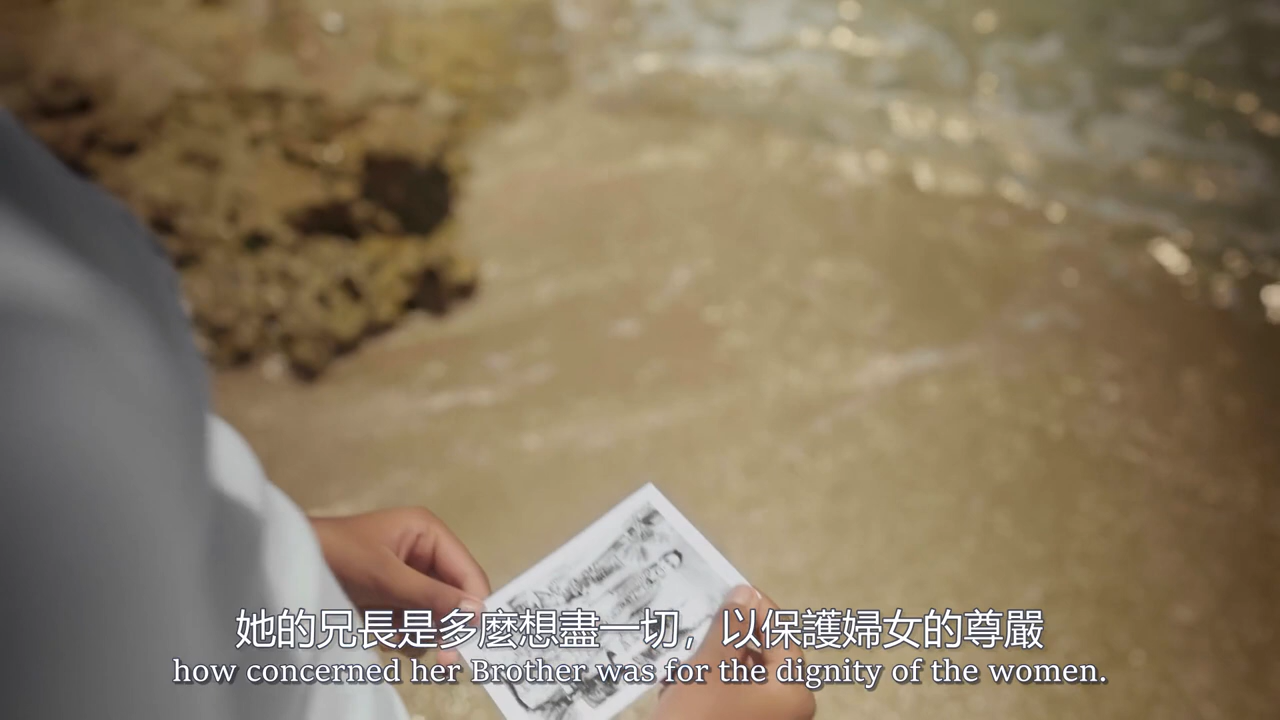 她的兄長是多麼想盡一切，以保護婦女的尊嚴
how concerned her Brother was for the dignity of the women.